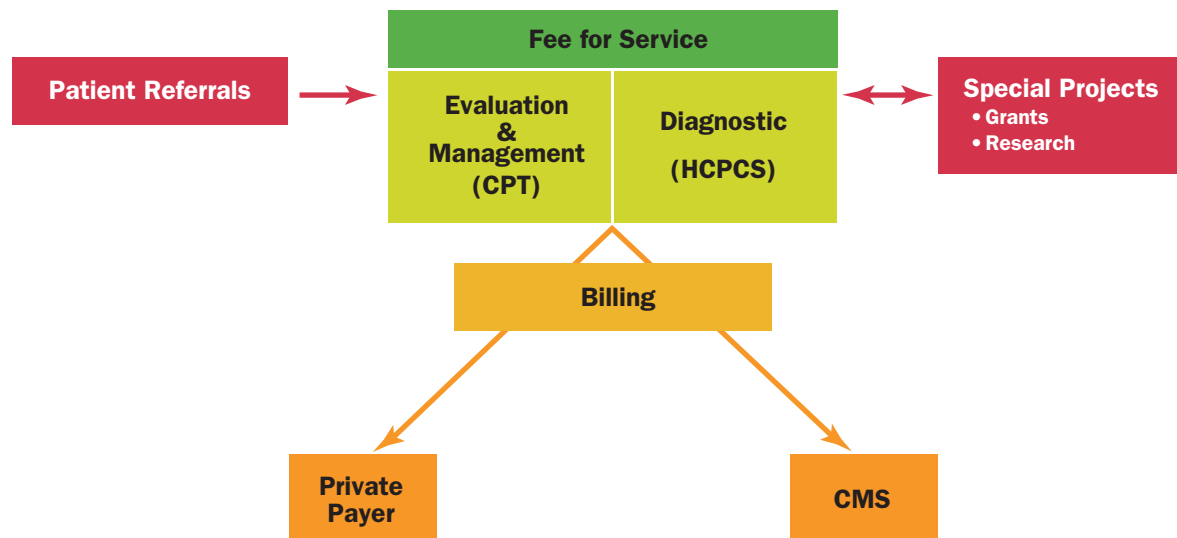 Fee for Service
Patient Referrals
Evaluation
&
Management
(CPT)
Diagnostic
(HCPCS)
Special Projects
• Grants
• Research
Billing
Private
Payer
CMS